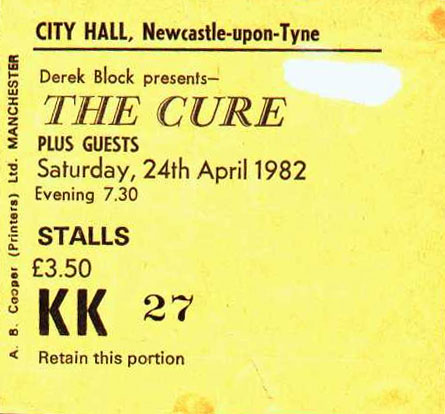 CITY HALL, Newcastle-upon-Tyne
Derek Block presents—
THE CURE
PLUS GUESTS
Saturday, 24th April 1982
Evening 7.30
STALLS
£3.50
KK 27
Retain this portion
A. B. Cooper (Printers) Ltd. MANCHESTER